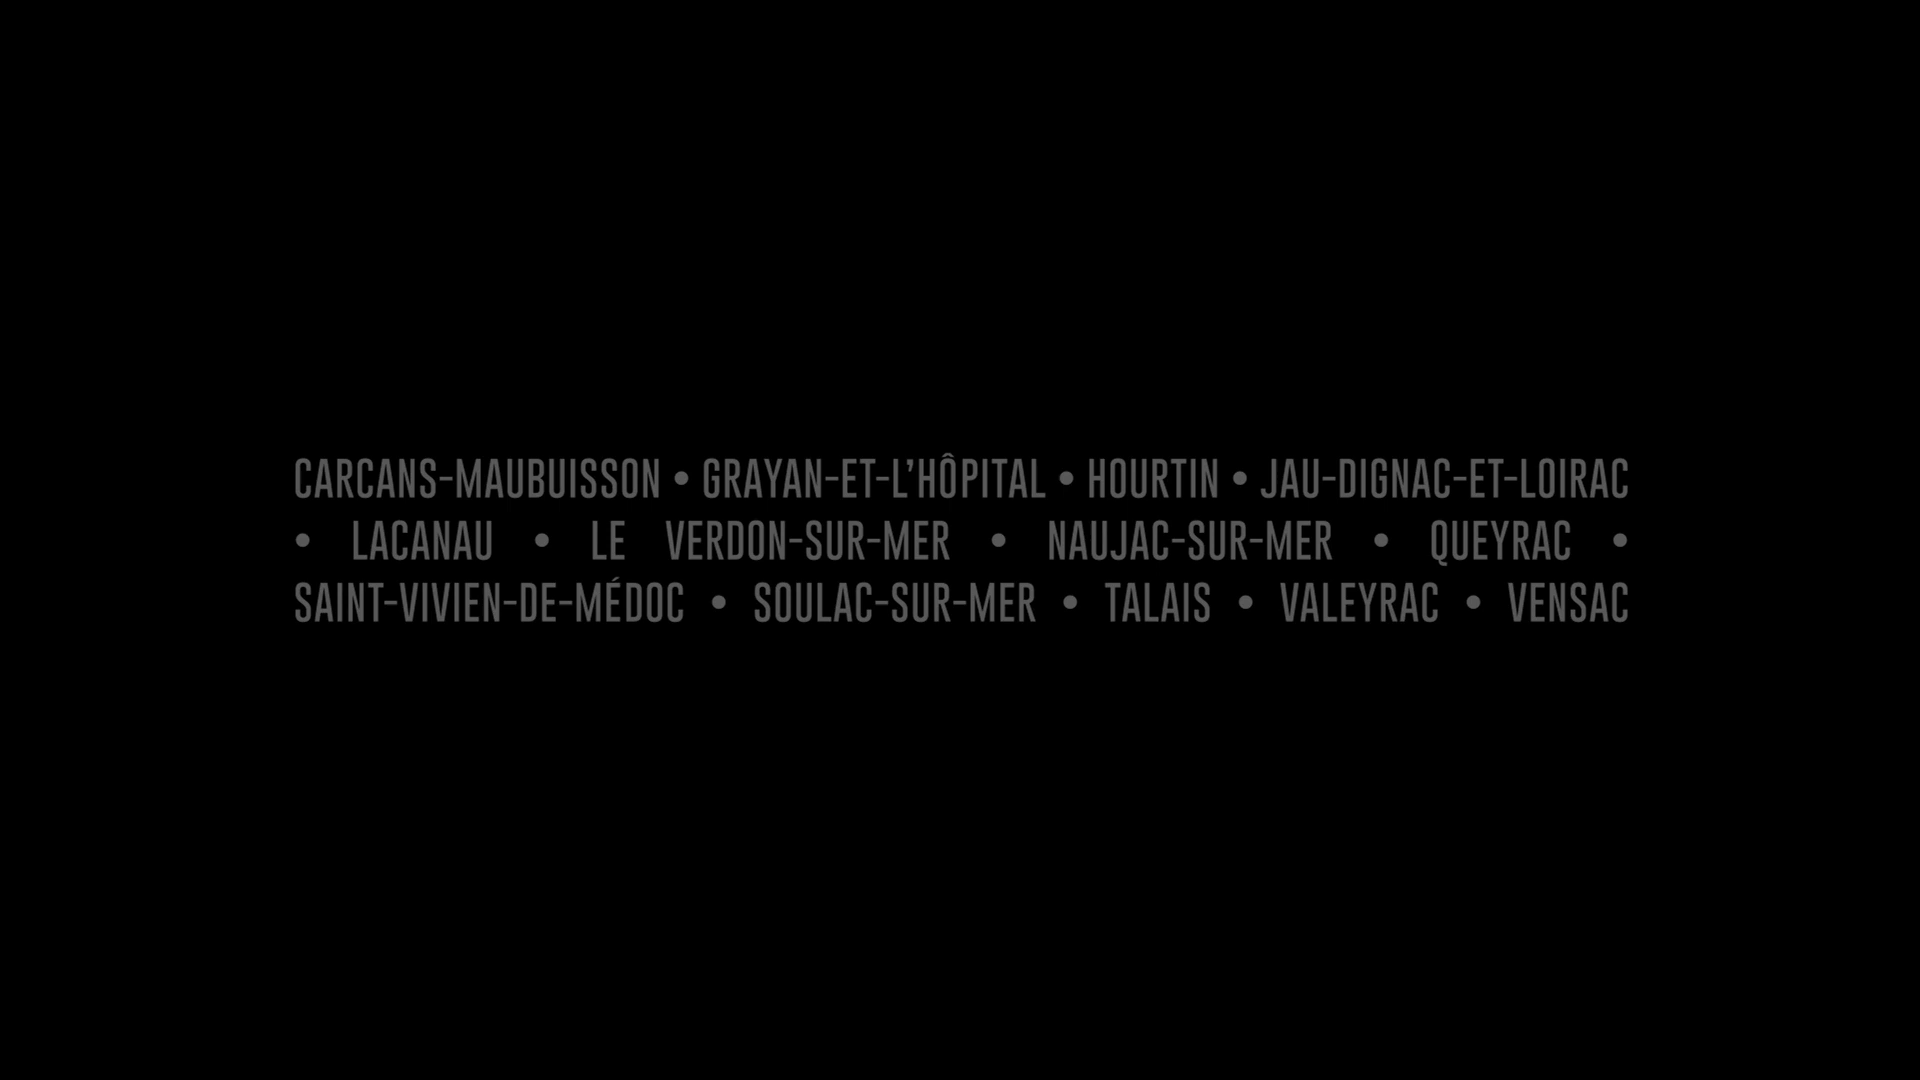 CARCANS-MAUBUISSON • GRAYAN-ET-L’HÔPITAL • HOURTIN • JAU-DIGNAC-ET-LOIRAC
• LACANAU • LE VERDON-SUR-MER • NAUJAC-SUR-MER • QUEYRAC •
SAINT-VIVIEN-DE-MÉDOC • SOULAC-SUR-MER • TALAIS • VALEYRAC • VENSAC